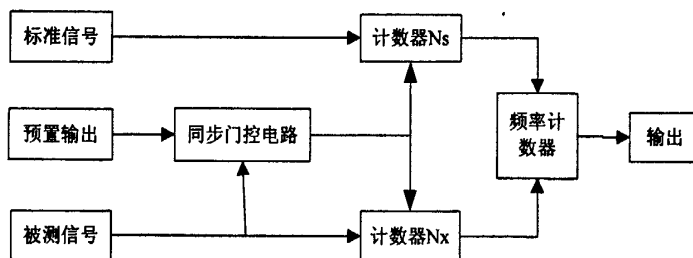 标准信号
计数器Ns
预置输出
同步门控电路
频率计
数器
输出
被测信号
计数器Nx